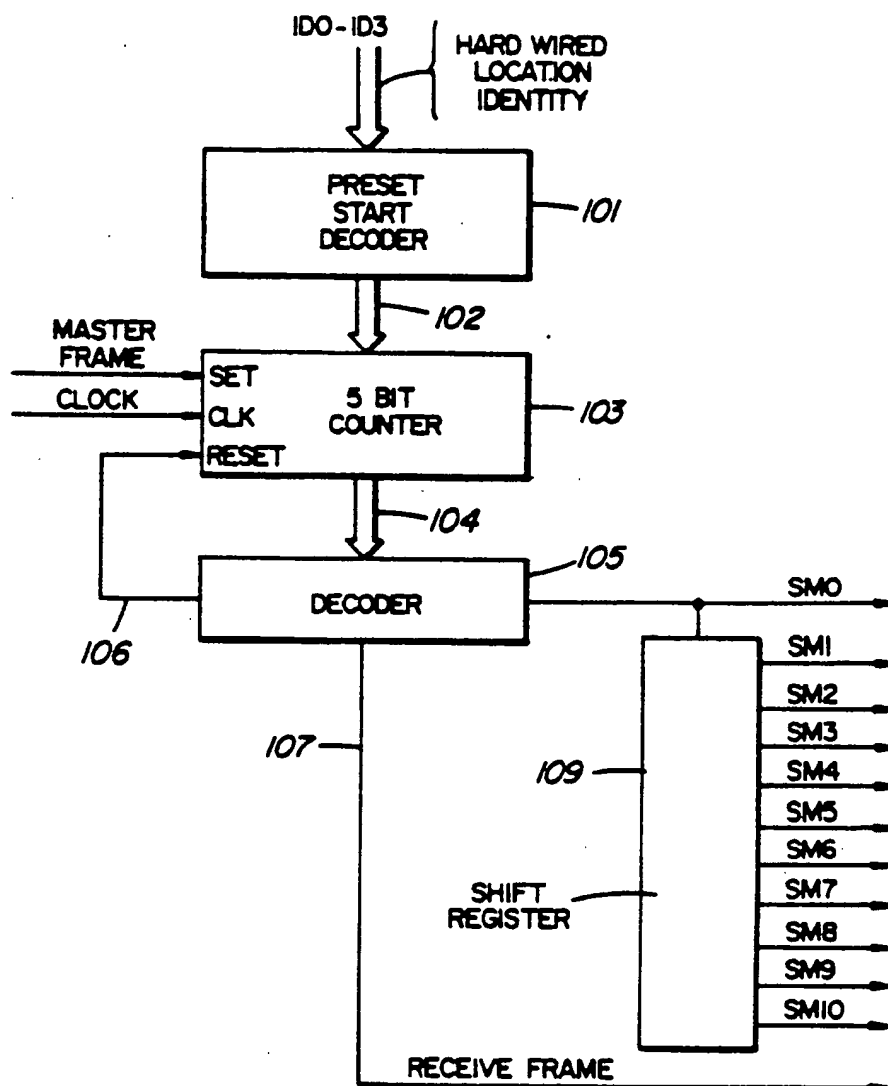 ID0-ID3
HARD WIRED
LOCATION
IDENTITY
PRESET
START
DECODER
101
102
MASTER
FRAME
SET
CLOCK
CLK
5 BIT
COUNTER
103
RESET
104
105
DECODER
SM0
106
SM1
SM2
107
SM3
109
SM4
SM5
SM6
SHIFT
REGISTER
SM7
SM8
SM9
SM10
RECEIVE FRAME